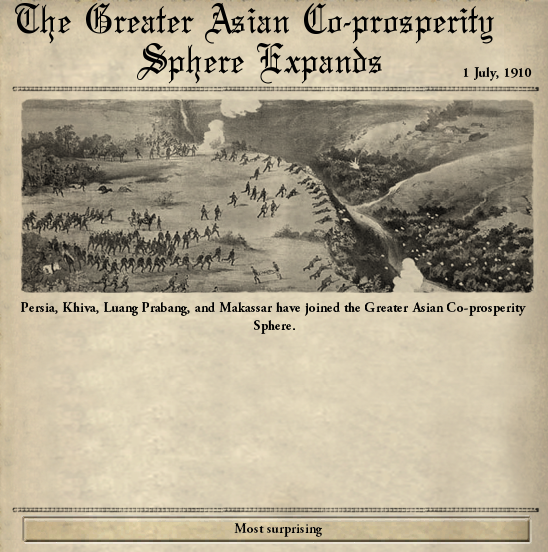 The Greater Asian Co-prosperity
Sphere Expands
1 July, 1910
Persia, Khiva, Luang Prabang, and Makassar have joined the Greater Asian Co-prosperity
Sphere.
Most surprising